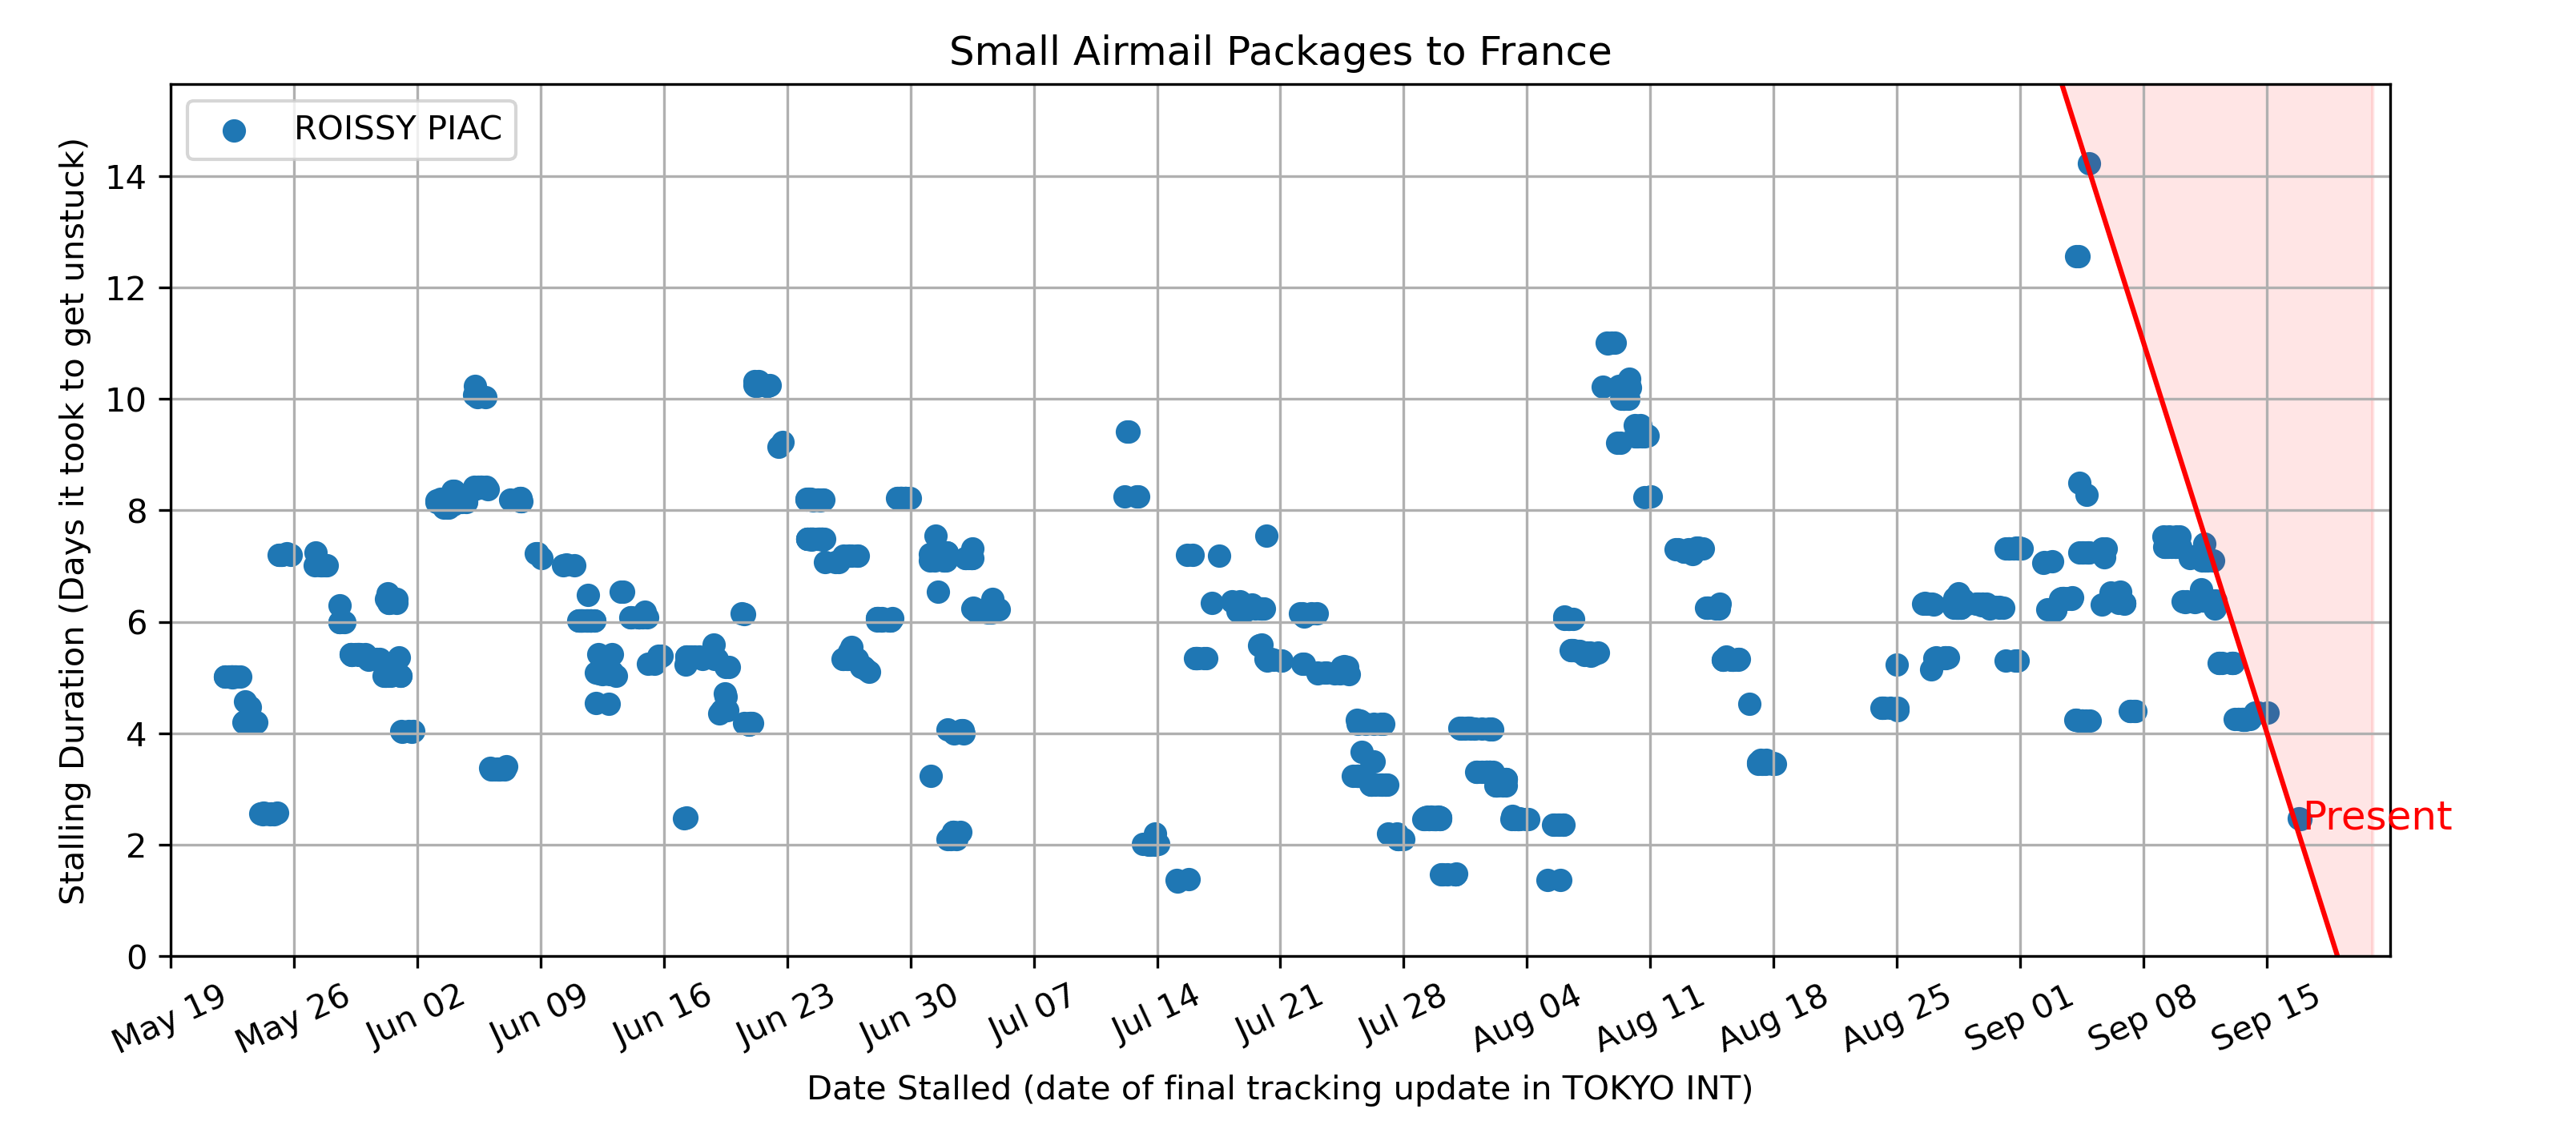 Small Airmail Packages to France
ROISSY PIAC
Stalling Duration (Days it took to get unstuck)
14
12
10
8
6
4
2
0
Present
May 19
May 26
Jun 02
Jun 09
Jun 16
Jun 23
Jun 30
Jul 07
Jul 14
Jul 21
Jul 28
Aug 04
Aug 11
Aug 18
Aug 25
Sep 01
Sep 08
Sep 15
Date Stalled (date of final tracking update in TOKYO INT)